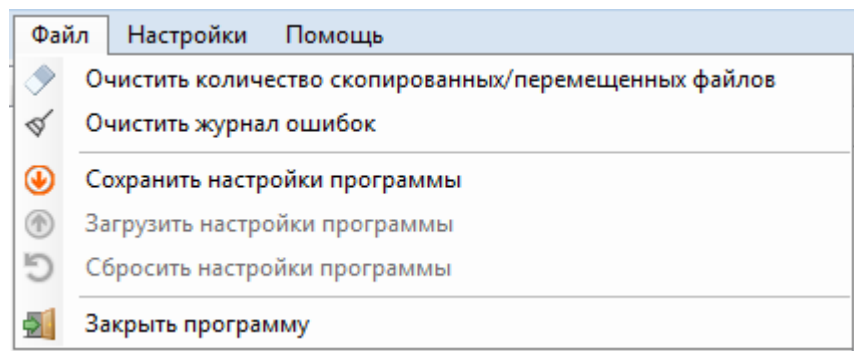 Файл Настройки Помощь
Очистить количество скопированных/перемещенных файлов
Очистить журнал ошибок
Сохранить настройки программы
Загрузить настройки программы
Сбросить настройки программы
Закрыть программу